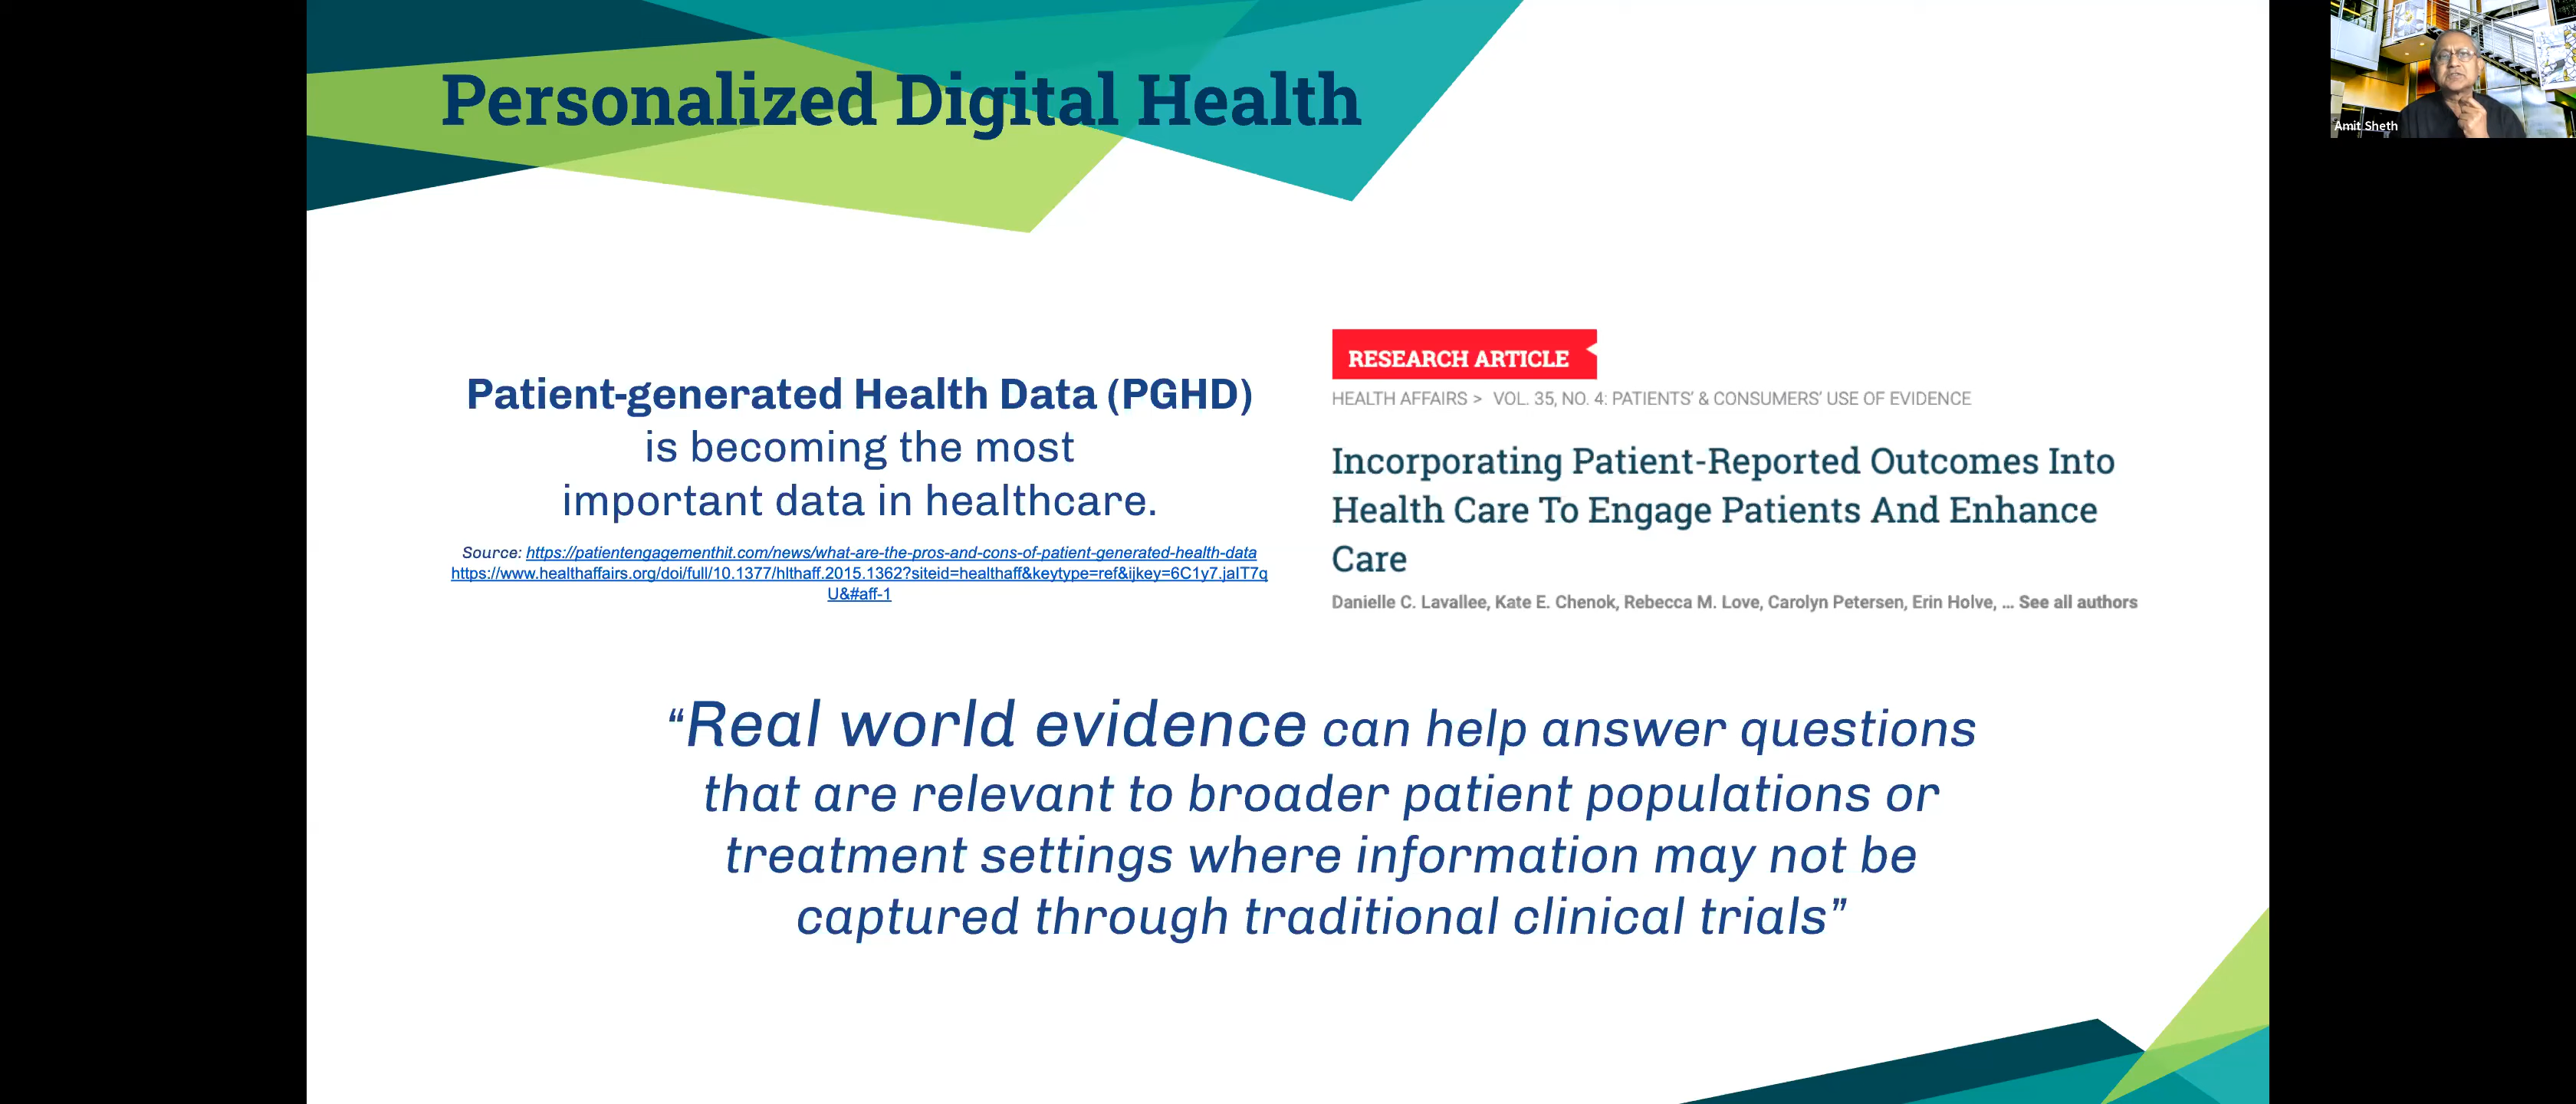 Personalized Digital Health
Amit Sheth
Patient-generated Health Data (PGHD)
is becoming the most
important data in healthcare.
Source: https://patientengagementhit.com/news/what-are-the-pros-and-cons-of-patient-generated-health-data
https://www.healthaffairs.org/doi/full/10.1377/hlthaff.2015.1362?siteid=healthaff&keytype=ref&ijkey=6C1y7.jaIT7q
U&#aff-1
RESEARCH ARTICLE
HEALTH AFFAIRS > VOL. 35, NO. 4: PATIENTS' & CONSUMERS' USE OF EVIDENCE
Incorporating Patient-Reported Outcomes Into
Health Care To Engage Patients And Enhance
Care
Danielle C. Lavallee, Kate E. Chenok, Rebecca M. Love, Carolyn Petersen, Erin Holve, ... See all authors
“Real world evidence can help answer questions
that are relevant to broader patient populations or
treatment settings where information may not be
captured through traditional clinical trials”